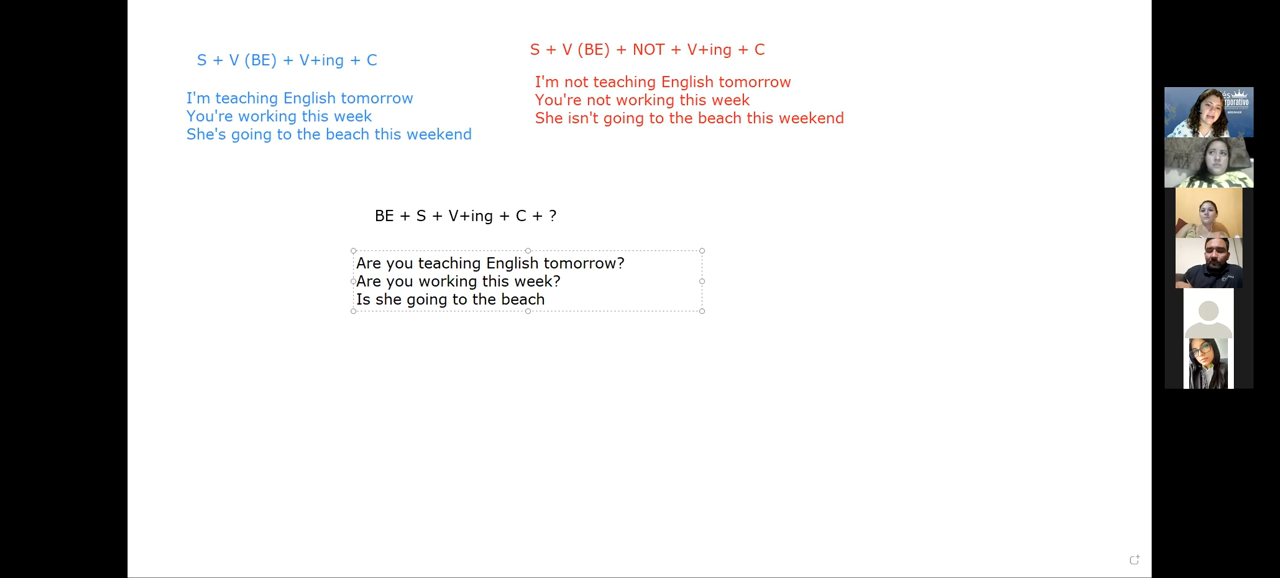 S + V (BE) + V+ing + C
I'm teaching English tomorrow
You're working this week
She's going to the beach this weekend
S + V (BE) + NOT + V+ing + C
I'm not teaching English tomorrow
You're not working this week
She isn't going to the beach this weekend
BE + S + V+ing + C + ?
Are you teaching English tomorrow?
Are you working this week?
Is she going to the beach